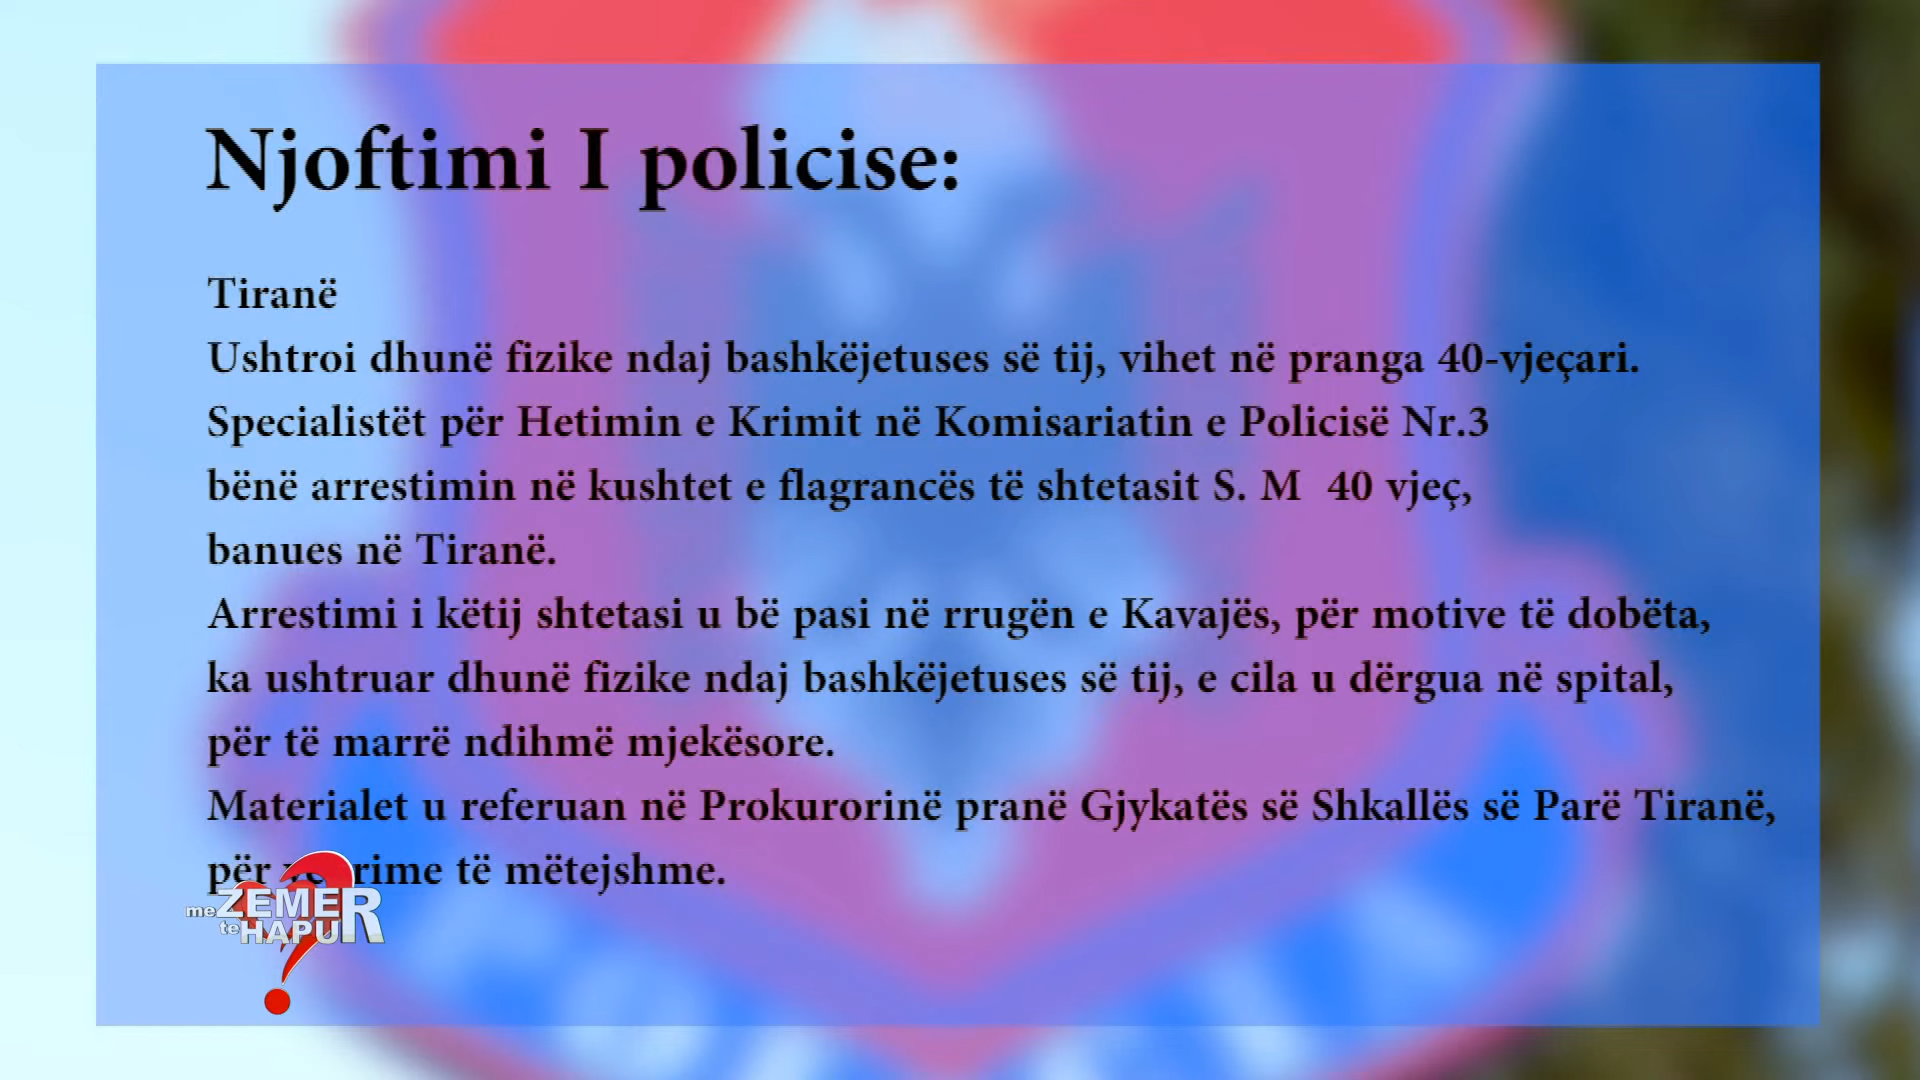 Njoftimi I policise:
Tiranë
Ushtroi dhunë fizike ndaj bashkëjetuses së tij, vihet në pranga 40-vjeçari.
Specialistët për Hetimin e Krimit në Komisariatin e Policisë Nr.3
bënë arrestimin në kushtet e flagrancës të shtetasit S. M 40 vjeç,
banues në Tiranë.
Arrestimi i këtij shtetasi u bë pasi në rrugën e Kavajës, për motive të dobëta,
ka ushtruar dhunë fizike ndaj bashkëjetuses së tij, e cila u dërgua në spital,
për të marrë ndihmë mjekësore.
Materialet u referuan në Prokurorinë pranë Gjykatës së Shkallës së Parë Tiranë,
për të mëtejshme.
me ZEMER
te HAPUR